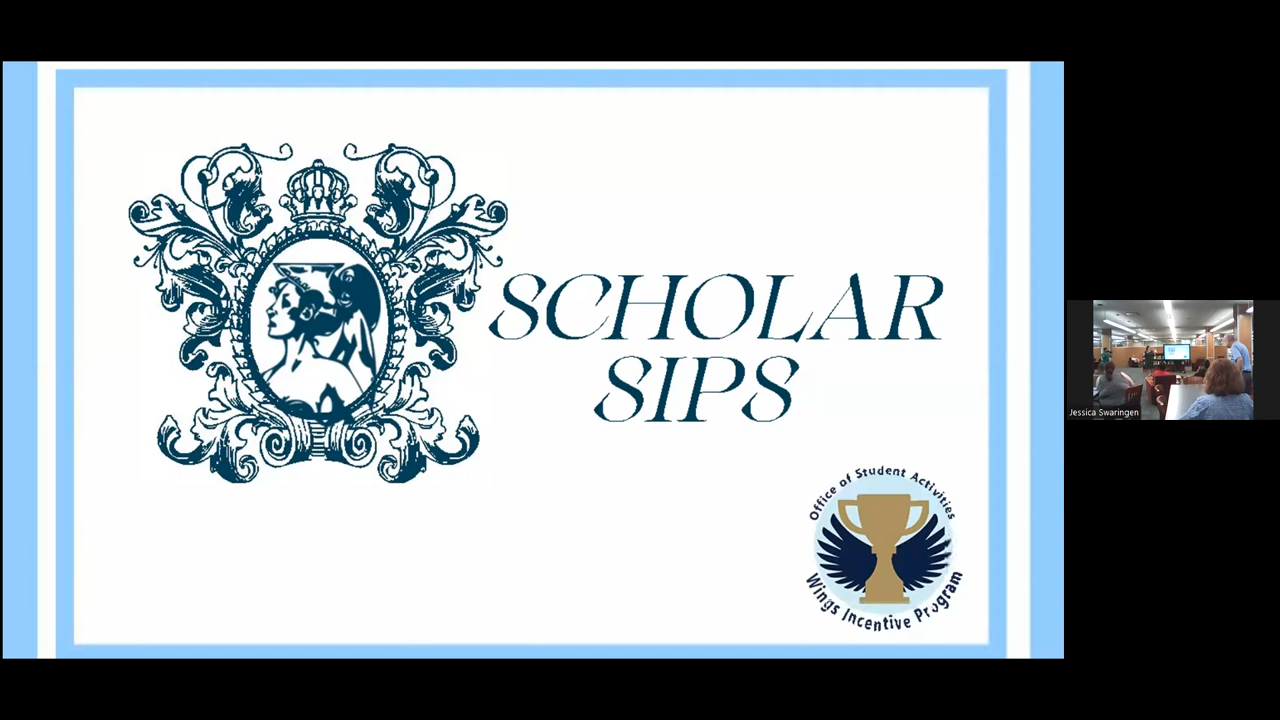 SCHOLAR
SIPS
Office of Student Activities
Wings Incentive Program
Jessica Swaringen